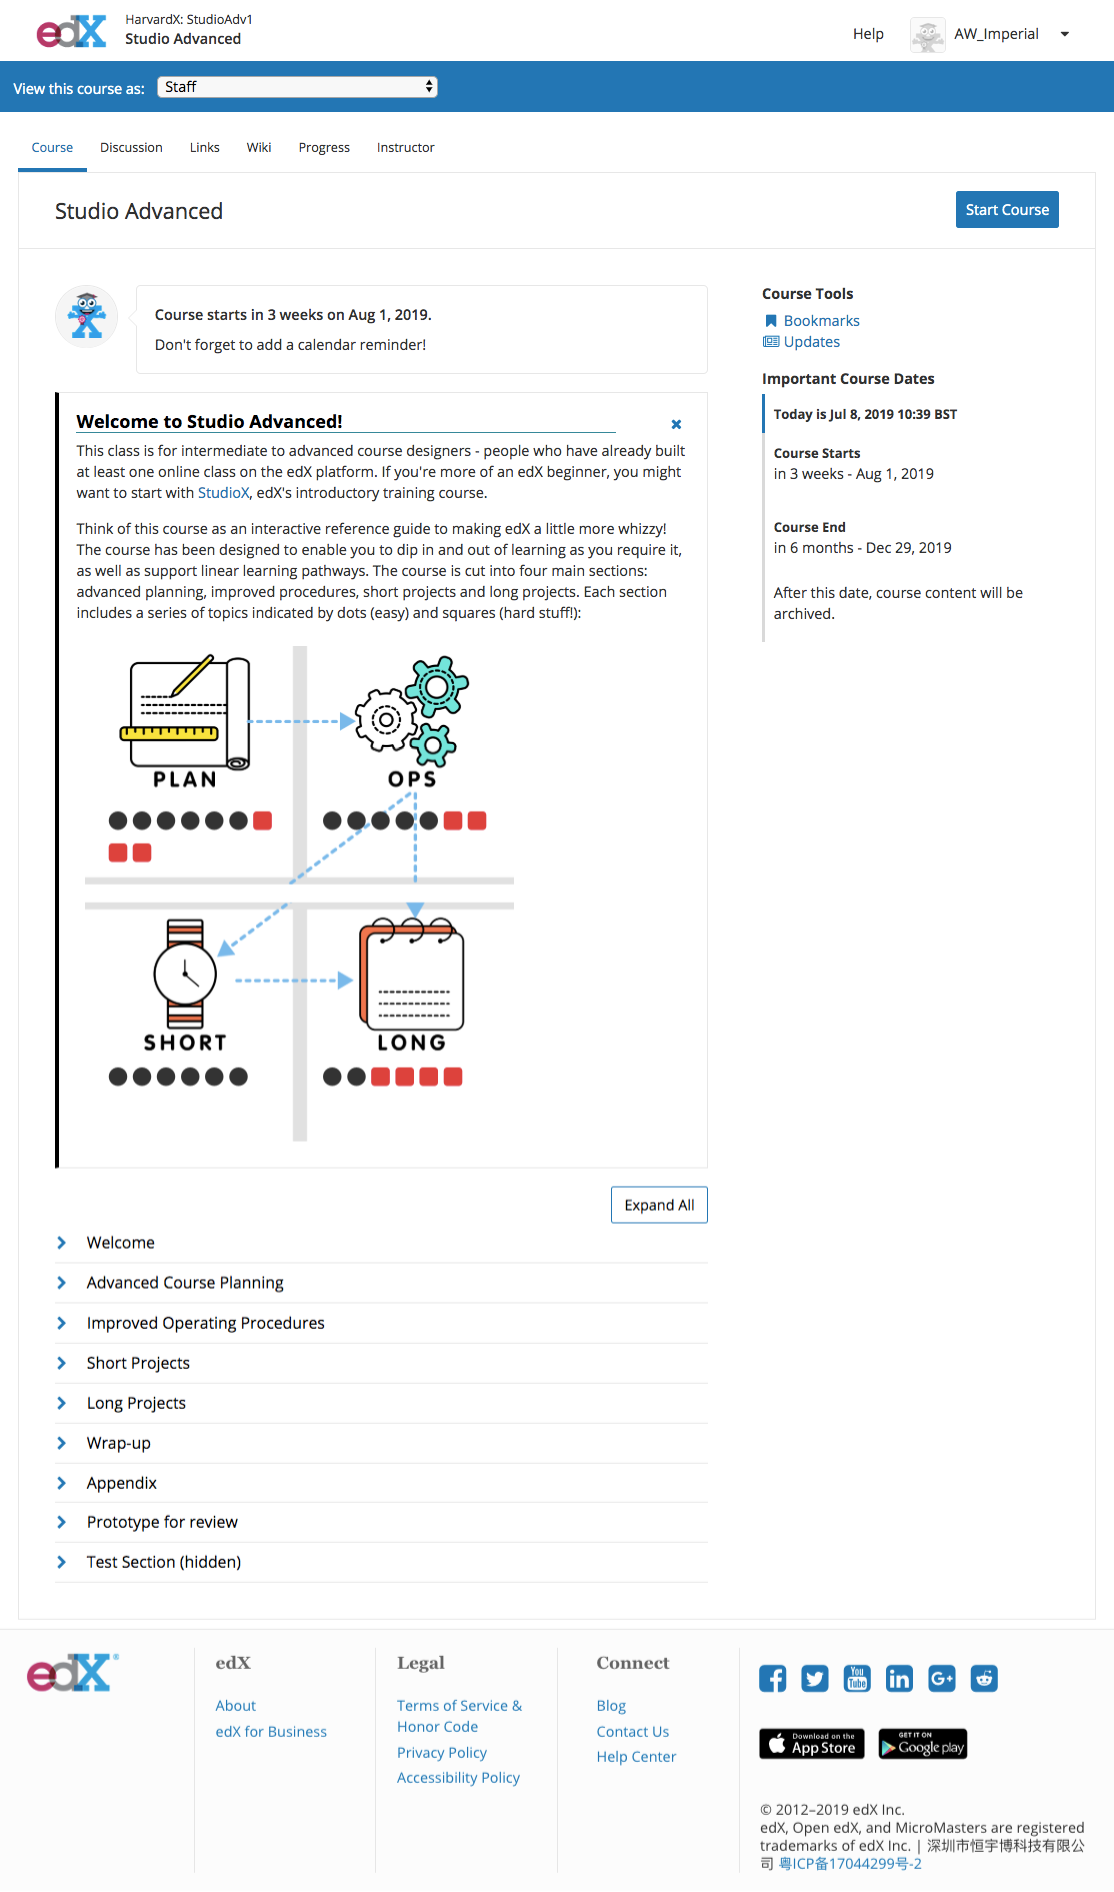 edX
HarvardX: StudioAdv1
Studio Advanced
Help
AW_Imperial
View this course as:
Staff
Course
Discussion
Links
Wiki
Progress
Instructor
Studio Advanced
Start Course
Course starts in 3 weeks on Aug 1, 2019.
Don't forget to add a calendar reminder!
Welcome to Studio Advanced!
This class is for intermediate to advanced course designers - people who have already built
at least one online class on the edX platform. If you're more of an edX beginner, you might
want to start with StudioX, edX's introductory training course.
Think of this course as an interactive reference guide to making edX a little more whizzy!
The course has been designed to enable you to dip in and out of learning as you require it,
as well as support linear learning pathways. The course is cut into four main sections:
advanced planning, improved procedures, short projects and long projects. Each section
includes a series of topics indicated by dots (easy) and squares (hard stuff!):
PLAN
OPS
SHORT
LONG
Course Tools
Bookmarks
Updates
Important Course Dates
Today is Jul 8, 2019 10:39 BST
Course Starts
in 3 weeks - Aug 1, 2019
Course End
in 6 months - Dec 29, 2019
After this date, course content will be
archived.
Expand All
Welcome
Advanced Course Planning
Improved Operating Procedures
Short Projects
Long Projects
Wrap-up
Appendix
Prototype for review
Test Section (hidden)
edX®
edX
About
edX for Business
Legal
Terms of Service &
Honor Code
Privacy Policy
Accessibility Policy
Connect
Blog
Contact Us
Help Center
You
Tube
in
G+
Download on the
App Store
GET IT ON
Google play
© 2012–2019 edX Inc.
edX, Open edX, and MicroMasters are registered
trademarks of edX Inc. | 深圳市恒宇博科技有限公
司 粤ICP备17044299号-2